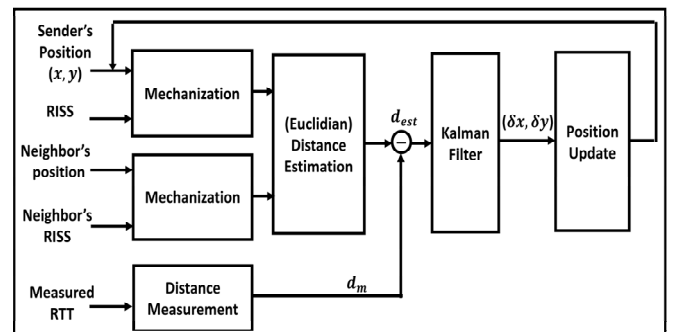 Sender's
Position
(x, y)
RISS
Mechanization
Neighbor's
position
Neighbor's
RISS
Mechanization
(Euclidian)
Distance
Estimation
d_est
−
Kalman
Filter
(δx, δy)
Position
Update
Measured
RTT
Distance
Measurement
d_m